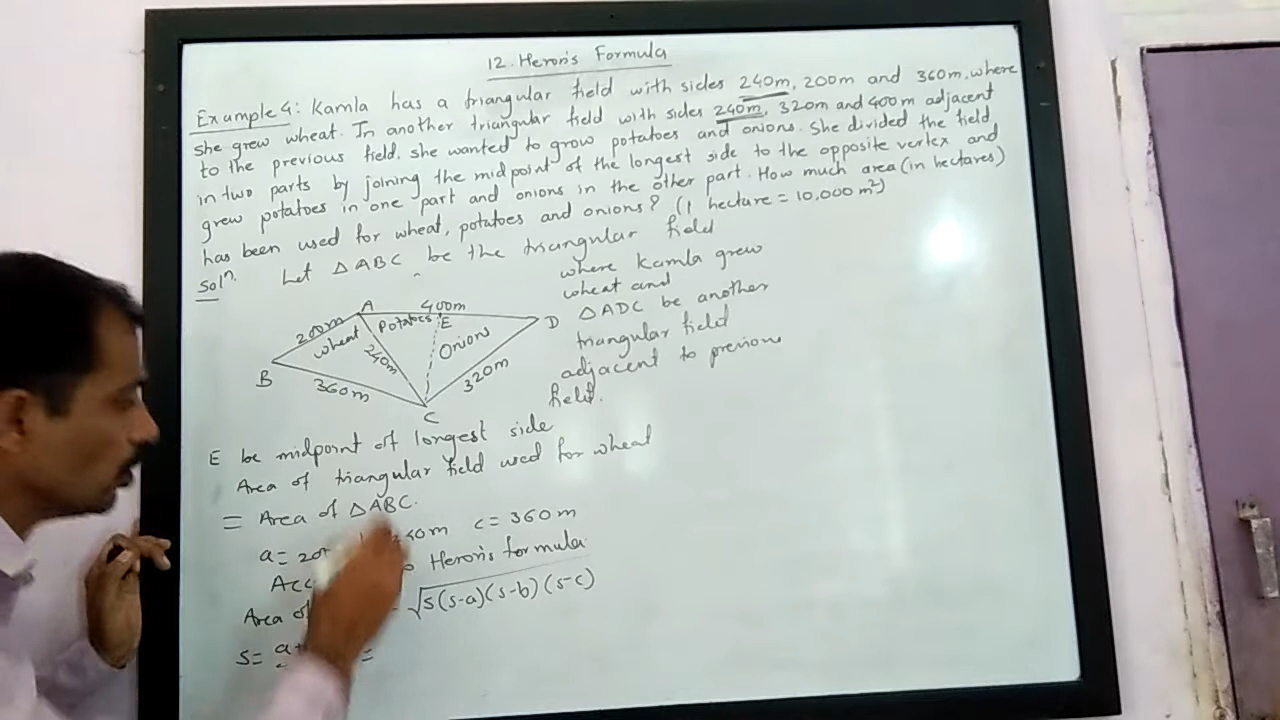 12. Heron's Formula
Example 4: Kamla has a triangular field with sides 240m, 200m and 360m, where
she grew wheat. In another triangular field with sides 240m, 320m and 400m adjacent
to the previous field. she wanted to grow potatoes and onions. She divided the field
in two parts by joining the midpoint of the longest side to the opposite vertex and
grew potatoes in one part and onions in the other part. How much area (in hectares)
has been used for wheat, potatoes and onions? (1 hecture = 10,000 m²)
Solⁿ. Let △ABC be the triangular field
where Kamla grew
wheat and
△ADC be another
triangular field
adjacent to previous
field.
A 400m
200m wheat Potatoes E D
240m Onion
B 360m 320m
C
E be midpoint of longest side
Area of triangular field used for wheat
= Area of △ABC.
a= 240m c= 360m
Heron's formula
Area of √s(s-a)(s-b)(s-c)
s= =